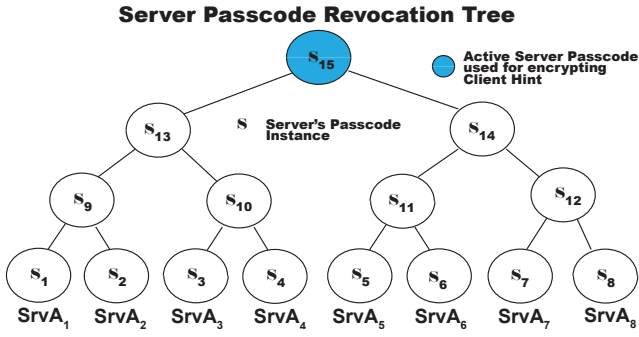 Server Passcode Revocation Tree
S15
Active Server Passcode
used for encrypting
Client Hint
S13
S Server's Passcode
Instance
S14
S9
S10
S11
S12
S1
S2
S3
S4
S5
S6
S7
S8
SrvA1
SrvA2
SrvA3
SrvA4
SrvA5
SrvA6
SrvA7
SrvA8